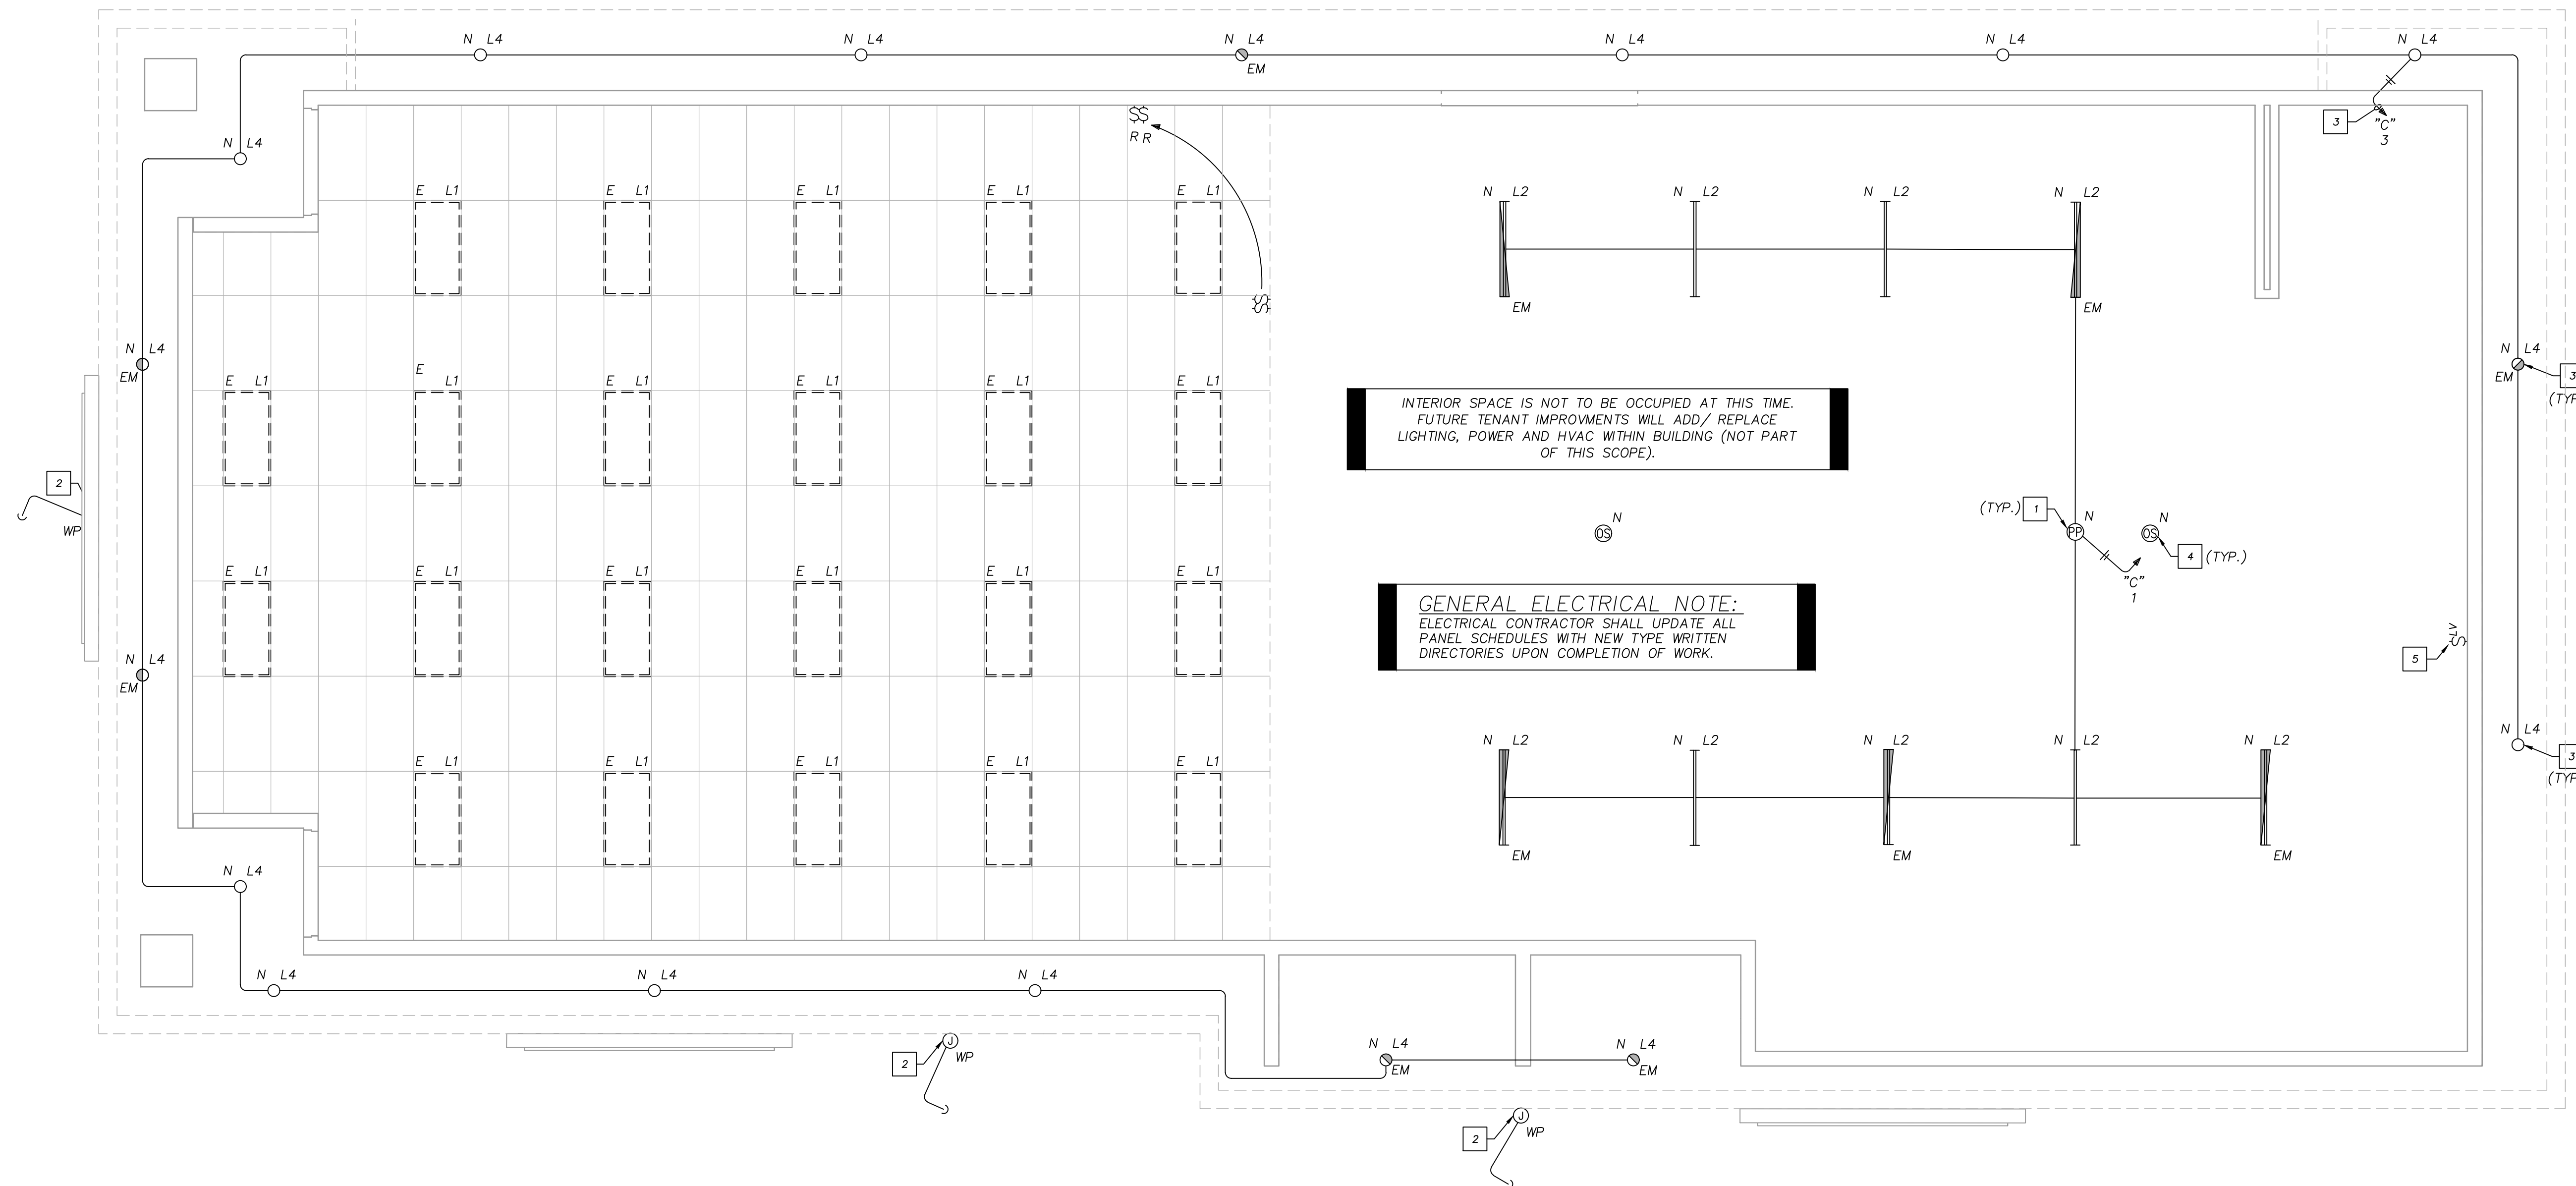 N L4
N L4
N L4
EM
N L4
N L4
N L4
3
"C"
3
N L4
$$
R R
E L1
E L1
E L1
E L1
E L1
$$
N L2
EM
N L2
N L2
N L2
EM
N L4
EM
N L4
EM
3
(TYP
E L1
E
L1
E L1
E L1
E L1
E L1
INTERIOR SPACE IS NOT TO BE OCCUPIED AT THIS TIME.
FUTURE TENANT IMPROVMENTS WILL ADD/ REPLACE
LIGHTING, POWER AND HVAC WITHIN BUILDING (NOT PART
OF THIS SCOPE).
2
WP
OS
N
(TYP.)
1
PP
N
OS
N
4
(TYP.)
"C"
1
E L1
E L1
E L1
E L1
E L1
E L1
GENERAL ELECTRICAL NOTE:
ELECTRICAL CONTRACTOR SHALL UPDATE ALL
PANEL SCHEDULES WITH NEW TYPE WRITTEN
DIRECTORIES UPON COMPLETION OF WORK.
5
$
LV
N L4
EM
N L4
3
(TYP
E L1
E L1
E L1
E L1
E L1
N L2
EM
N L2
N L2
EM
N L2
N L2
EM
N L4
N L4
N L4
N L4
2
J
WP
N L4
EM
N L4
EM
2
J
WP